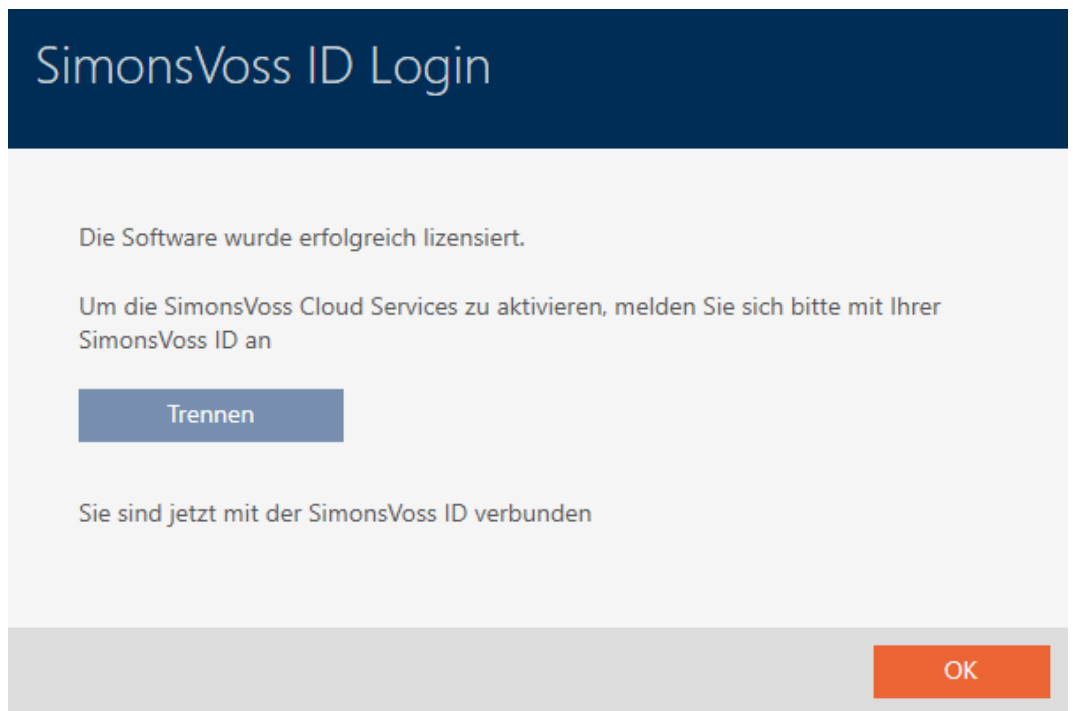 SimonsVoss ID Login
Die Software wurde erfolgreich lizensiert.
Um die SimonsVoss Cloud Services zu aktivieren, melden Sie sich bitte mit Ihrer
SimonsVoss ID an
Trennen
Sie sind jetzt mit der SimonsVoss ID verbunden
OK